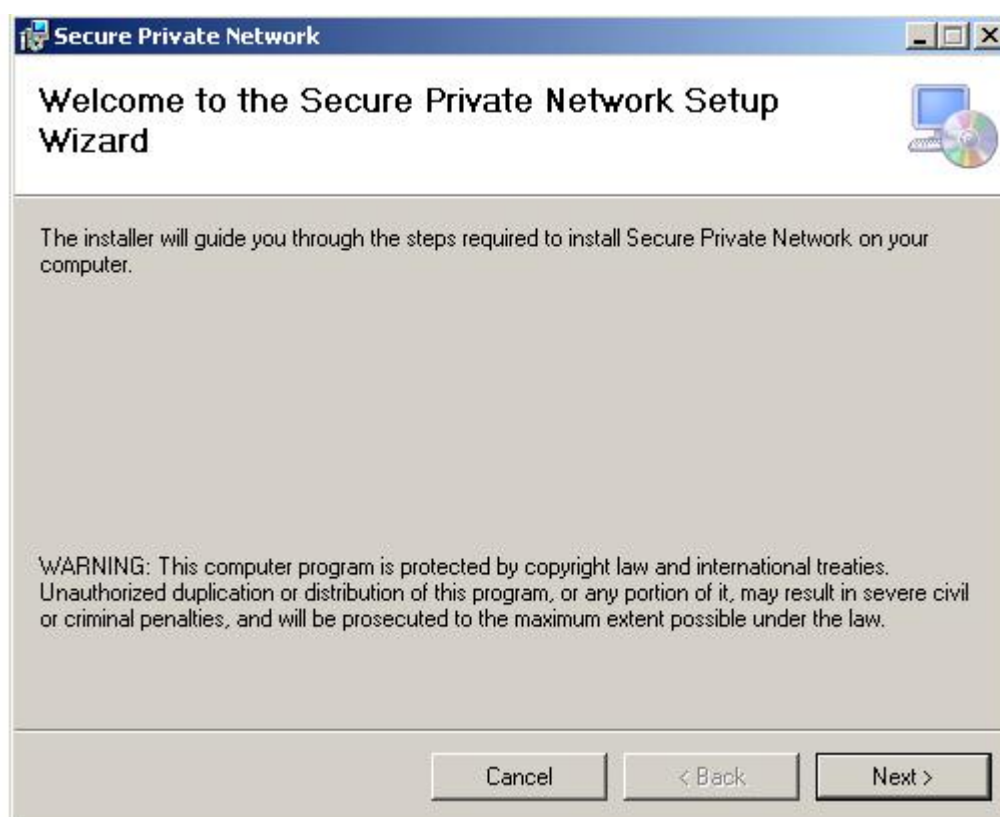 Secure Private Network
Welcome to the Secure Private Network Setup
Wizard
The installer will guide you through the steps required to install Secure Private Network on your
computer.
WARNING: This computer program is protected by copyright law and international treaties.
Unauthorized duplication or distribution of this program, or any portion of it, may result in severe civil
or criminal penalties, and will be prosecuted to the maximum extent possible under the law.
Cancel
< Back
Next >